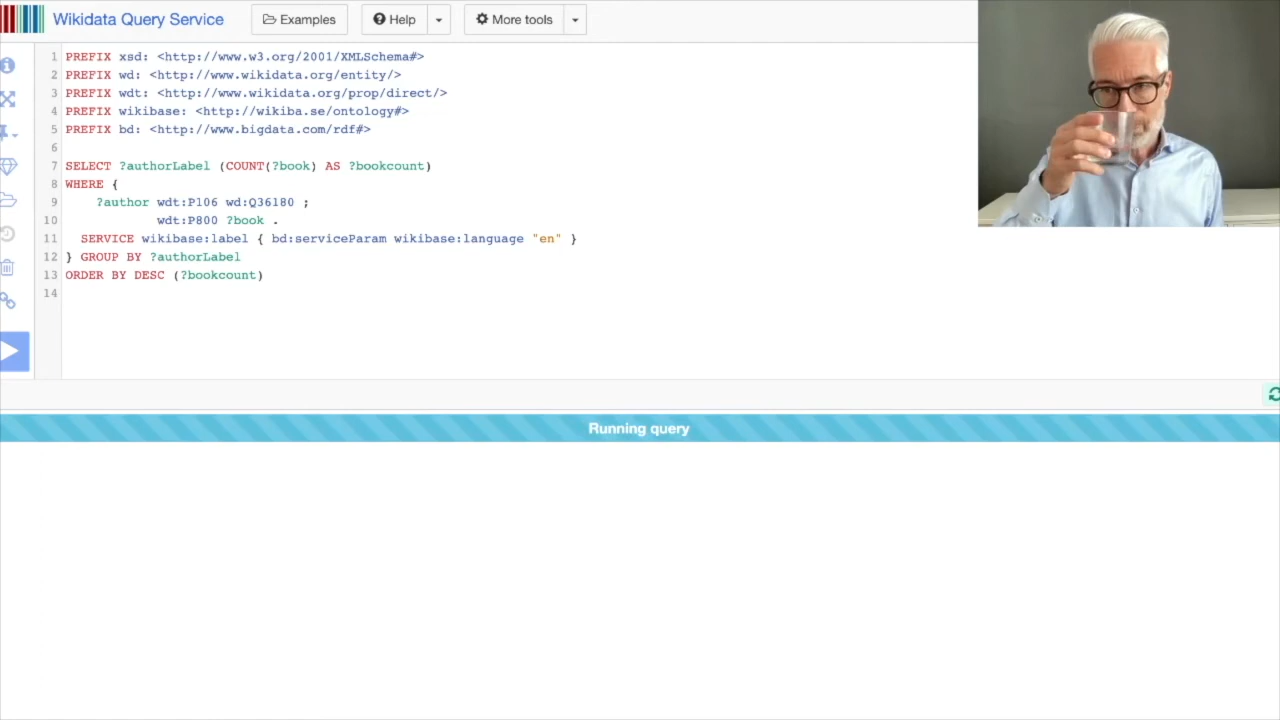 Wikidata Query Service
Examples
Help
More tools
1 PREFIX xsd: <http://www.w3.org/2001/XMLSchema#>
2 PREFIX wd: <http://www.wikidata.org/entity/>
3 PREFIX wdt: <http://www.wikidata.org/prop/direct/>
4 PREFIX wikibase: <http://wikiba.se/ontology#>
5 PREFIX bd: <http://www.bigdata.com/rdf#>
6
7 SELECT ?authorLabel (COUNT(?book) AS ?bookcount)
8 WHERE {
9 ?author wdt:P106 wd:Q36180 ;
10 wdt:P800 ?book .
11 SERVICE wikibase:label { bd:serviceParam wikibase:language "en" }
12 } GROUP BY ?authorLabel
13 ORDER BY DESC (?bookcount)
14
Running query